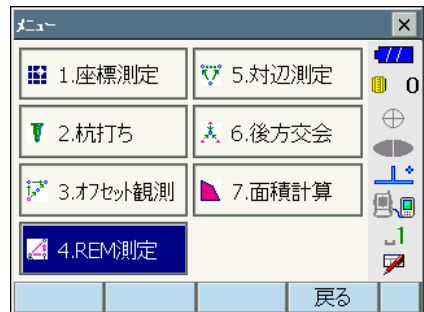 メニュー
1.座標測定
2.杭打ち
3.オフセット観測
4.REM測定
5.対辺測定
6.後方交会
7.面積計算
0
1
戻る